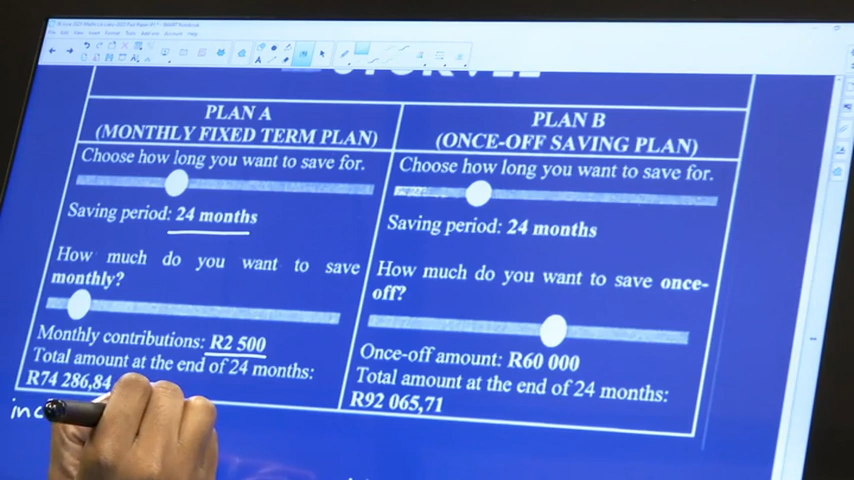 PLAN A
(MONTHLY FIXED TERM PLAN)
Choose how long you want to save for.
Saving period: 24 months
How much do you want to save
monthly?
Monthly contributions: R2 500
Total amount at the end of 24 months:
R74 286,84
inc
PLAN B
(ONCE-OFF SAVING PLAN)
Choose how long you want to save for.
Saving period: 24 months
How much do you want to save once-
off?
Once-off amount: R60 000
Total amount at the end of 24 months:
R92 065,71